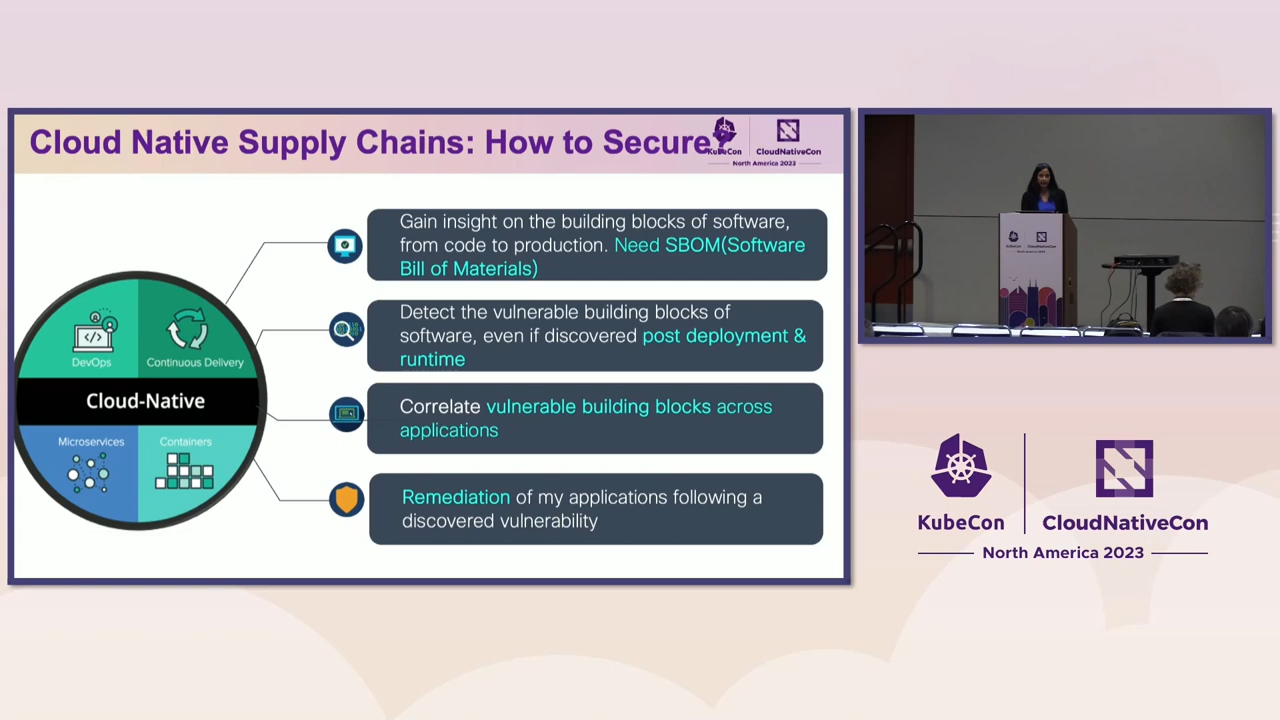 Cloud Native Supply Chains: How to Secure?
KubeCon
CloudNativeCon
North America 2023
Gain insight on the building blocks of software,
from code to production. Need SBOM(Software
Bill of Materials)
Detect the vulnerable building blocks of
software, even if discovered post deployment &
runtime
Correlate vulnerable building blocks across
applications
Remediation of my applications following a
discovered vulnerability
DevOps
Continuous Delivery
Cloud-Native
Microservices
Containers
KubeCon
CloudNativeCon
North America 2023